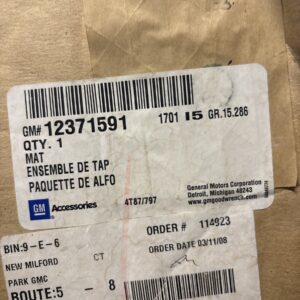 GM# 12371591 1701 15 GR.15.286
QTY. 1
MAT
ENSEMBLE DE TAP
PAQUETTE DE ALFO
General Motors Corporation
Detroit, Michigan 48243
www.gmgoodwrench.com
GM Accessories 4T87/797
ORDER # 114923
BIN:9-E-6
ORDER DATE 03/11/08
NEW MILFORD CT
PARK GMC
ROUTE:5 - 8